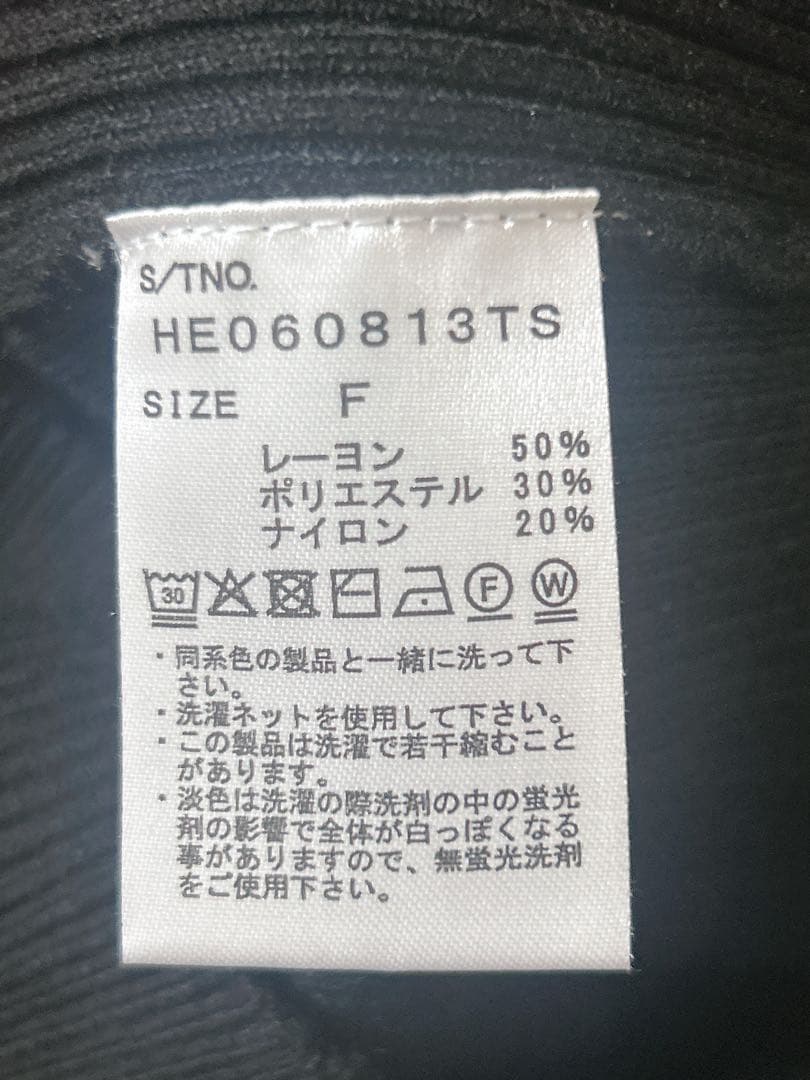 S/TNO.
HE060813TS
SIZE F
レーヨン 50%
ポリエステル 30%
ナイロン 20%
30 F W
・同系色の製品と一緒に洗って下
さい。
・洗濯ネットを使用して下さい。
・この製品は洗濯で若干縮むこと
があります。
・淡色は洗濯の際洗剤の中の蛍光
剤の影響で全体が白っぽくなる
事がありますので、無蛍光洗剤
をご使用下さい。